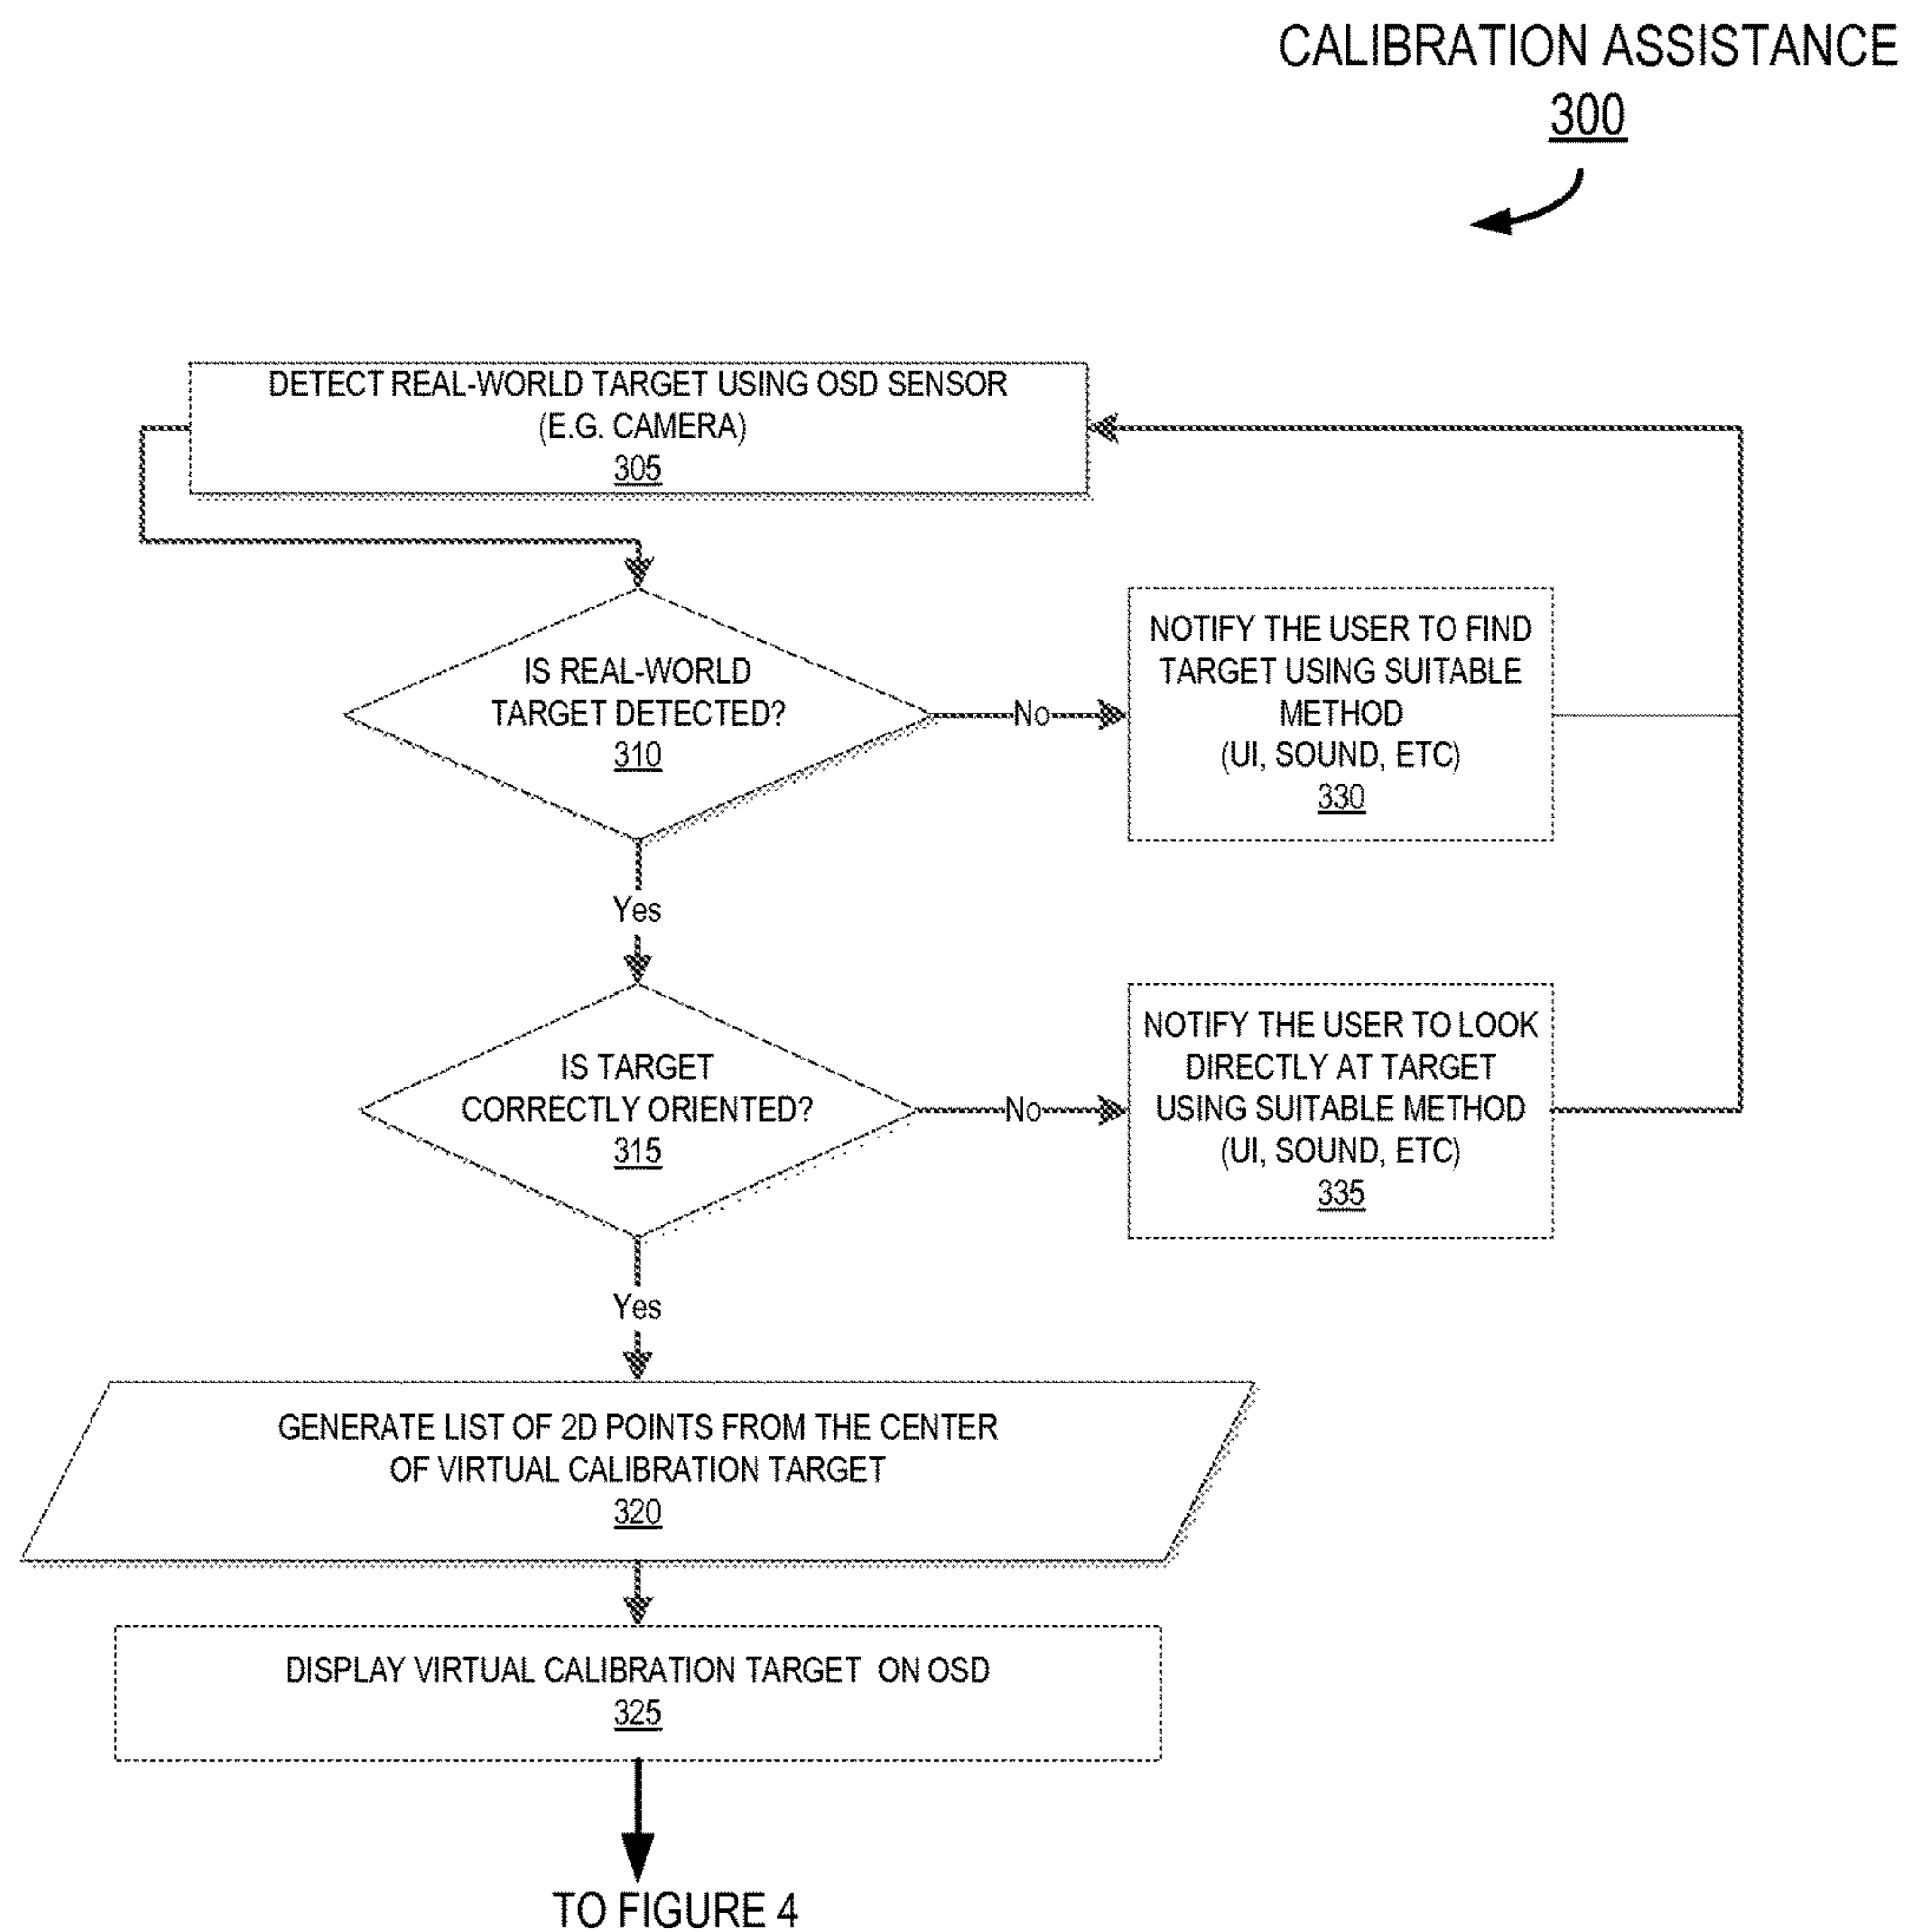 CALIBRATION ASSISTANCE
300
DETECT REAL-WORLD TARGET USING OSD SENSOR
(E.G. CAMERA)
305
IS REAL-WORLD
TARGET DETECTED?
310
No
NOTIFY THE USER TO FIND
TARGET USING SUITABLE
METHOD
(UI, SOUND, ETC)
330
Yes
IS TARGET
CORRECTLY ORIENTED?
315
No
NOTIFY THE USER TO LOOK
DIRECTLY AT TARGET
USING SUITABLE METHOD
(UI, SOUND, ETC)
335
Yes
GENERATE LIST OF 2D POINTS FROM THE CENTER
OF VIRTUAL CALIBRATION TARGET
320
DISPLAY VIRTUAL CALIBRATION TARGET ON OSD
325
TO FIGURE 4